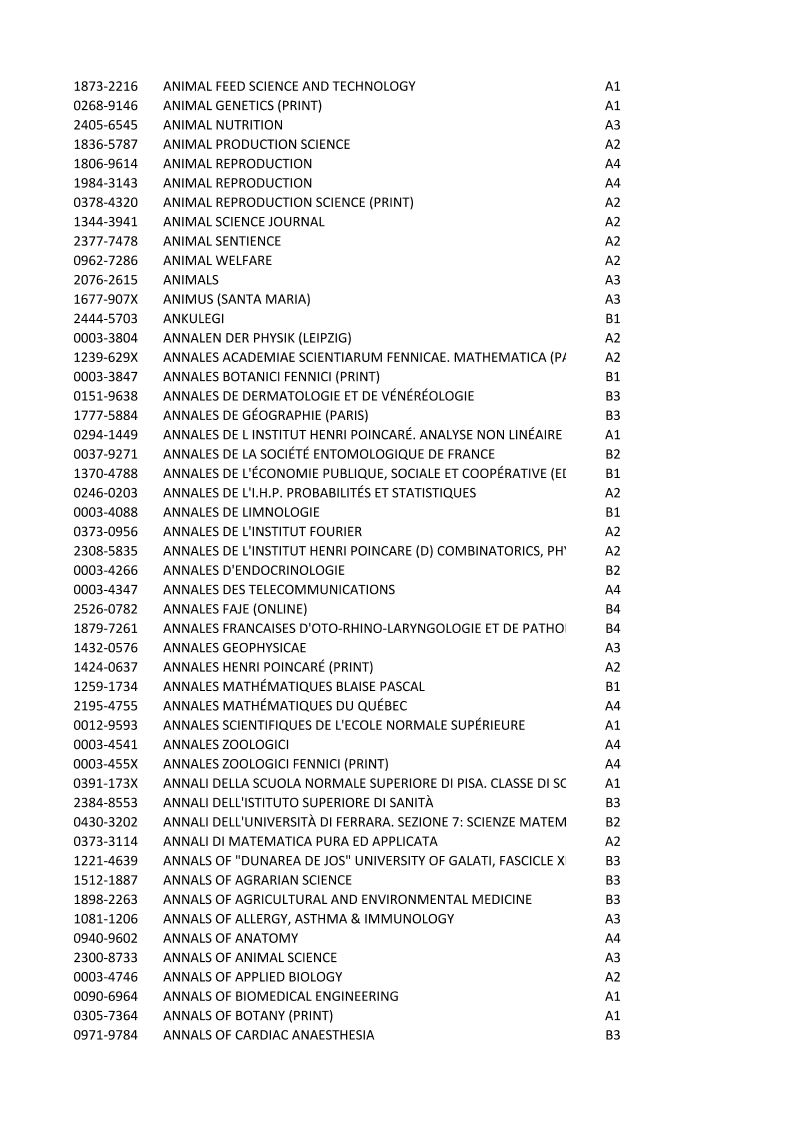 1873-2216 ANIMAL FEED SCIENCE AND TECHNOLOGY A1
0268-9146 ANIMAL GENETICS (PRINT) A1
2405-6545 ANIMAL NUTRITION A3
1836-5787 ANIMAL PRODUCTION SCIENCE A2
1806-9614 ANIMAL REPRODUCTION A4
1984-3143 ANIMAL REPRODUCTION A4
0378-4320 ANIMAL REPRODUCTION SCIENCE (PRINT) A2
1344-3941 ANIMAL SCIENCE JOURNAL A2
2377-7478 ANIMAL SENTIENCE A2
0962-7286 ANIMAL WELFARE A2
2076-2615 ANIMALS A3
1677-907X ANIMUS (SANTA MARIA) A3
2444-5703 ANKULEGI B1
0003-3804 ANNALEN DER PHYSIK (LEIPZIG) A2
1239-629X ANNALES ACADEMIAE SCIENTIARUM FENNICAE. MATHEMATICA (PA A2
0003-3847 ANNALES BOTANICI FENNICI (PRINT) B1
0151-9638 ANNALES DE DERMATOLOGIE ET DE VÉNÉRÉOLOGIE B3
1777-5884 ANNALES DE GÉOGRAPHIE (PARIS) B3
0294-1449 ANNALES DE L INSTITUT HENRI POINCARÉ. ANALYSE NON LINÉAIRE A1
0037-9271 ANNALES DE LA SOCIÉTÉ ENTOMOLOGIQUE DE FRANCE B2
1370-4788 ANNALES DE L'ÉCONOMIE PUBLIQUE, SOCIALE ET COOPÉRATIVE (ED B1
0246-0203 ANNALES DE L'I.H.P. PROBABILITÉS ET STATISTIQUES A2
0003-4088 ANNALES DE LIMNOLOGIE B1
0373-0956 ANNALES DE L'INSTITUT FOURIER A2
2308-5835 ANNALES DE L'INSTITUT HENRI POINCARE (D) COMBINATORICS, PHY A2
0003-4266 ANNALES D'ENDOCRINOLOGIE B2
0003-4347 ANNALES DES TELECOMMUNICATIONS A4
2526-0782 ANNALES FAJE (ONLINE) B4
1879-7261 ANNALES FRANCAISES D'OTO-RHINO-LARYNGOLOGIE ET DE PATHOL B4
1432-0576 ANNALES GEOPHYSICAE A3
1424-0637 ANNALES HENRI POINCARÉ (PRINT) A2
1259-1734 ANNALES MATHÉMATIQUES BLAISE PASCAL B1
2195-4755 ANNALES MATHÉMATIQUES DU QUÉBEC A4
0012-9593 ANNALES SCIENTIFIQUES DE L'ECOLE NORMALE SUPÉRIEURE A1
0003-4541 ANNALES ZOOLOGICI A4
0003-455X ANNALES ZOOLOGICI FENNICI (PRINT) A4
0391-173X ANNALI DELLA SCUOLA NORMALE SUPERIORE DI PISA. CLASSE DI SC A1
2384-8553 ANNALI DELL'ISTITUTO SUPERIORE DI SANITÀ B3
0430-3202 ANNALI DELL'UNIVERSITÀ DI FERRARA. SEZIONE 7: SCIENZE MATEM B2
0373-3114 ANNALI DI MATEMATICA PURA ED APPLICATA A2
1221-4639 ANNALS OF "DUNAREA DE JOS" UNIVERSITY OF GALATI, FASCICLE XI B3
1512-1887 ANNALS OF AGRARIAN SCIENCE B3
1898-2263 ANNALS OF AGRICULTURAL AND ENVIRONMENTAL MEDICINE B3
1081-1206 ANNALS OF ALLERGY, ASTHMA & IMMUNOLOGY A3
0940-9602 ANNALS OF ANATOMY A4
2300-8733 ANNALS OF ANIMAL SCIENCE A3
0003-4746 ANNALS OF APPLIED BIOLOGY A2
0090-6964 ANNALS OF BIOMEDICAL ENGINEERING A1
0305-7364 ANNALS OF BOTANY (PRINT) A1
0971-9784 ANNALS OF CARDIAC ANAESTHESIA B3